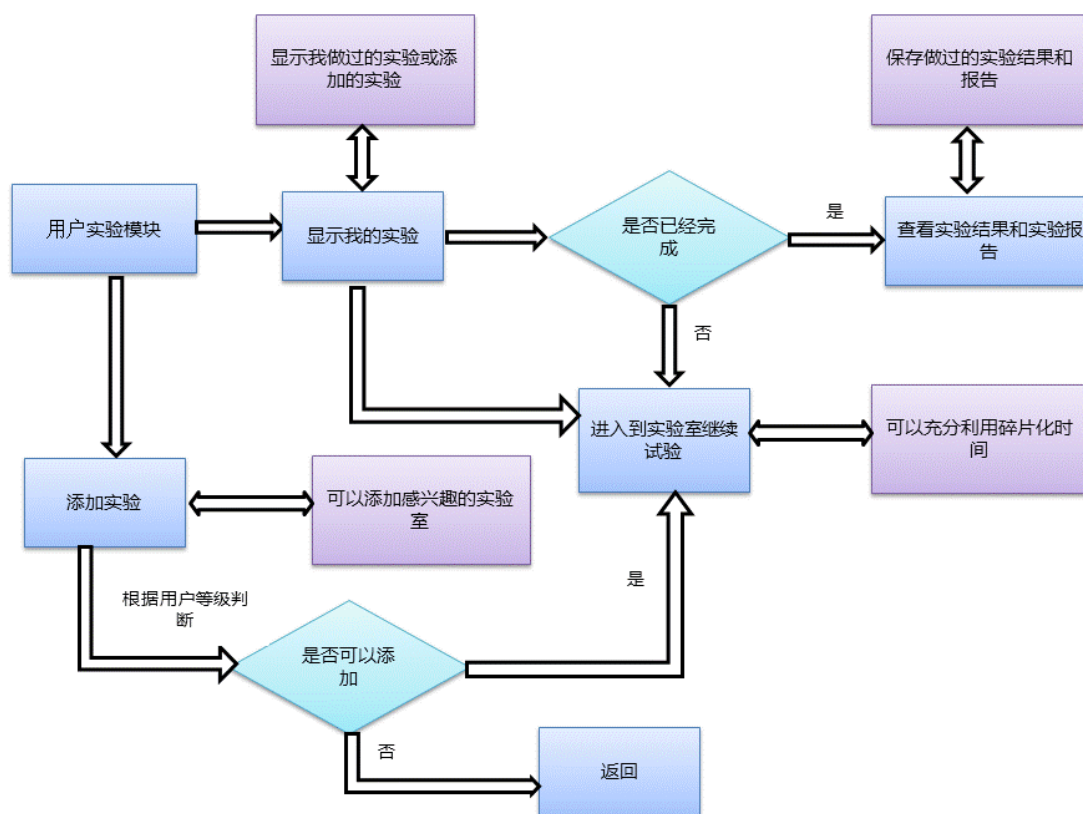 显示我做过的实验或添
加的实验
保存做过的实验结果和
报告
用户实验模块
显示我的实验
是否已经完
成
是
查看实验结果和实验报
告
否
进入到实验室继续
试验
可以充分利用碎片化时
间
添加实验
可以添加感兴趣的实验
室
根据用户等级判
断
是否可以添
加
是
否
返回